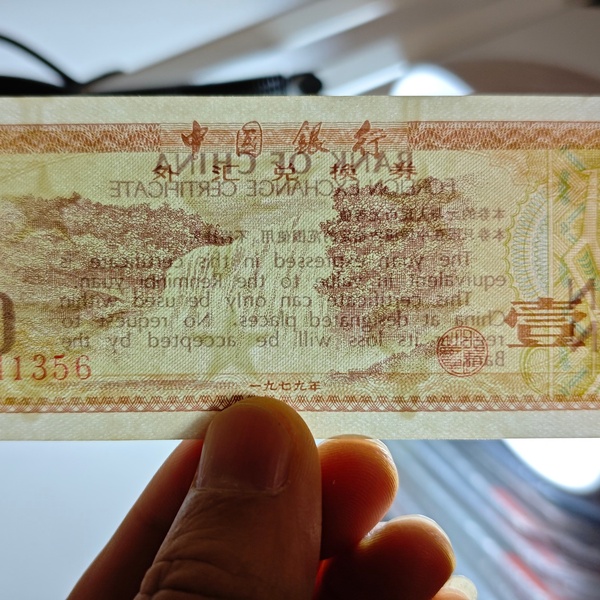 中国银行
BANK OF CHINA
外汇兑换券
FOREIGN EXCHANGE CERTIFICATE
The yuan expressed in this certificate is
equivalent in value to the Renminbi yuan.
This certificate can only be used within
China at designated places. No request to
register its loss will be accepted by the
Bank
壹
11356
一九七九年